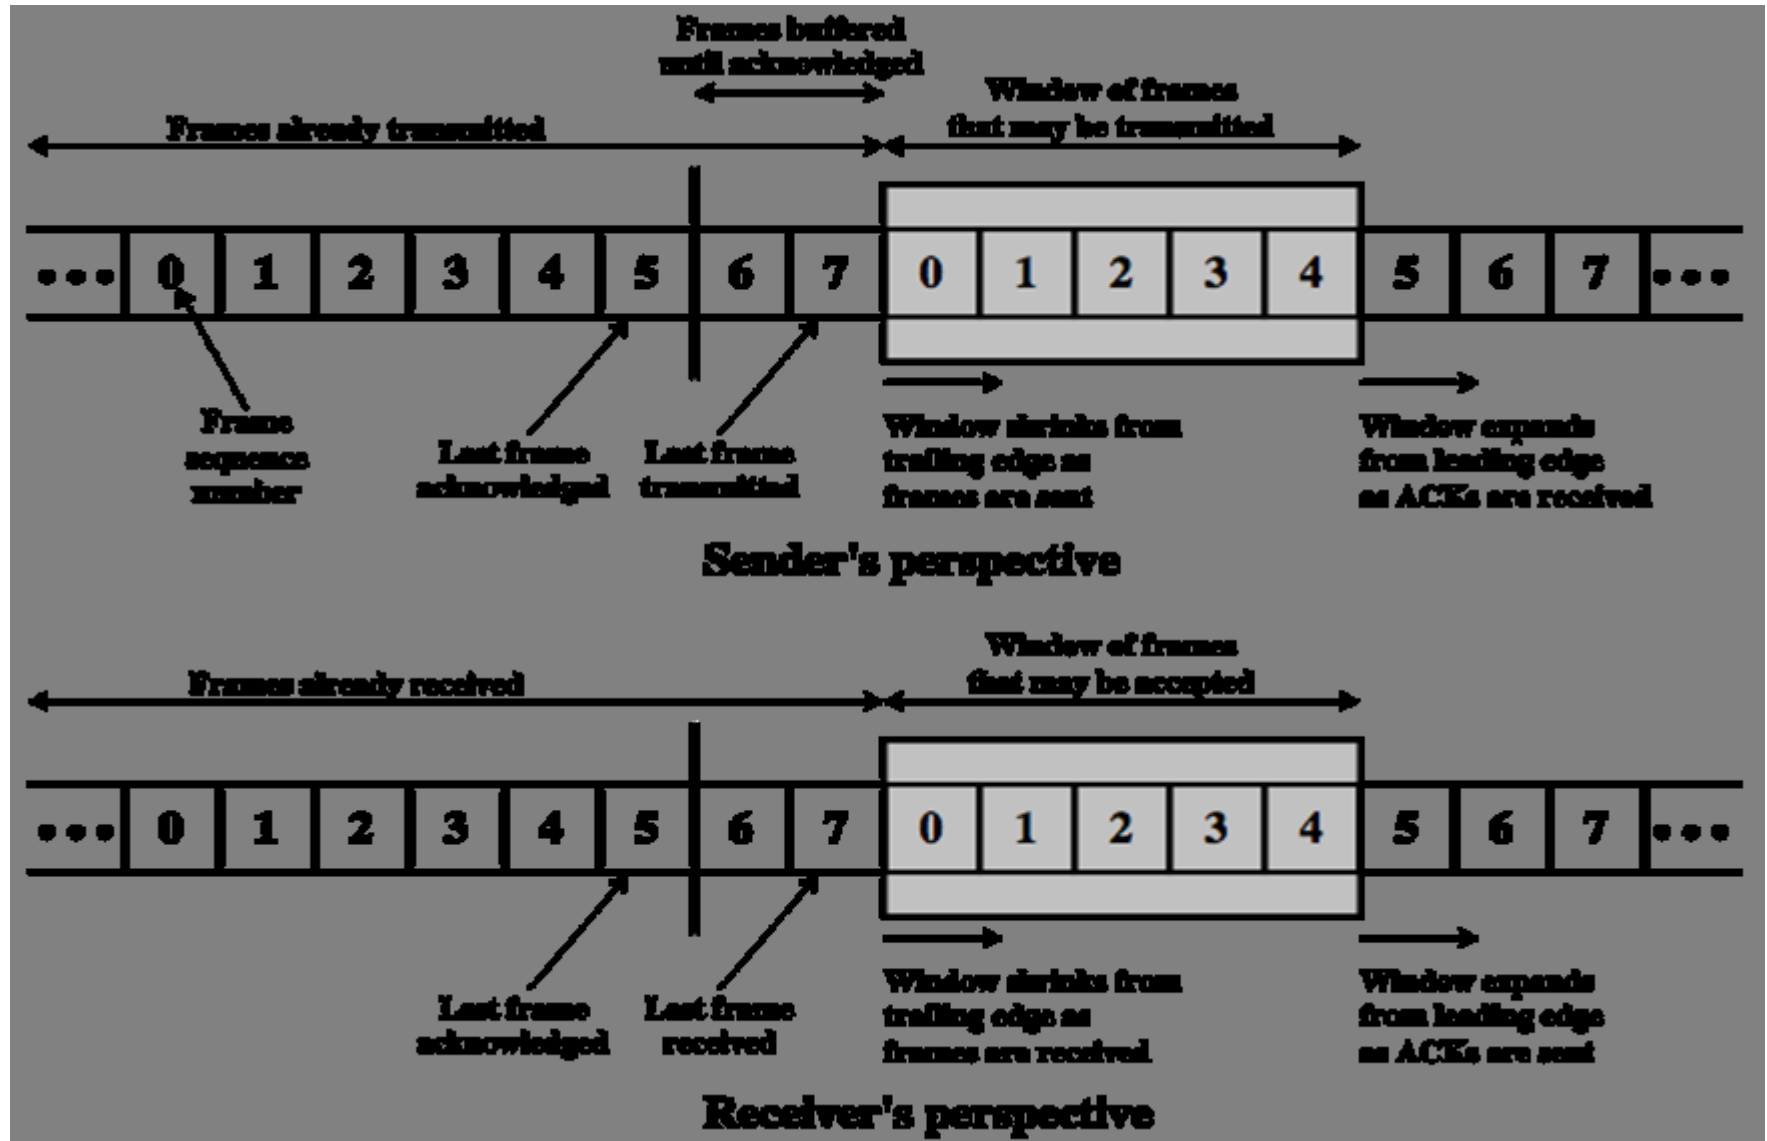 Frames buffered
until acknowledged
Window of frames
that may be transmitted
Frames already transmitted
••• 0 1 2 3 4 5 6 7 0 1 2 3 4 5 6 7 •••
Frame
sequence
number
Last frame
acknowledged
Last frame
transmitted
Window shrinks from
trailing edge as
frames are sent
Window expands
from leading edge
as ACKs are received
Sender's perspective
Window of frames
that may be accepted
Frames already received
••• 0 1 2 3 4 5 6 7 0 1 2 3 4 5 6 7 •••
Last frame
acknowledged
Last frame
received
Window shrinks from
trailing edge as
frames are received
Window expands
from leading edge
as ACKs are sent
Receiver's perspective